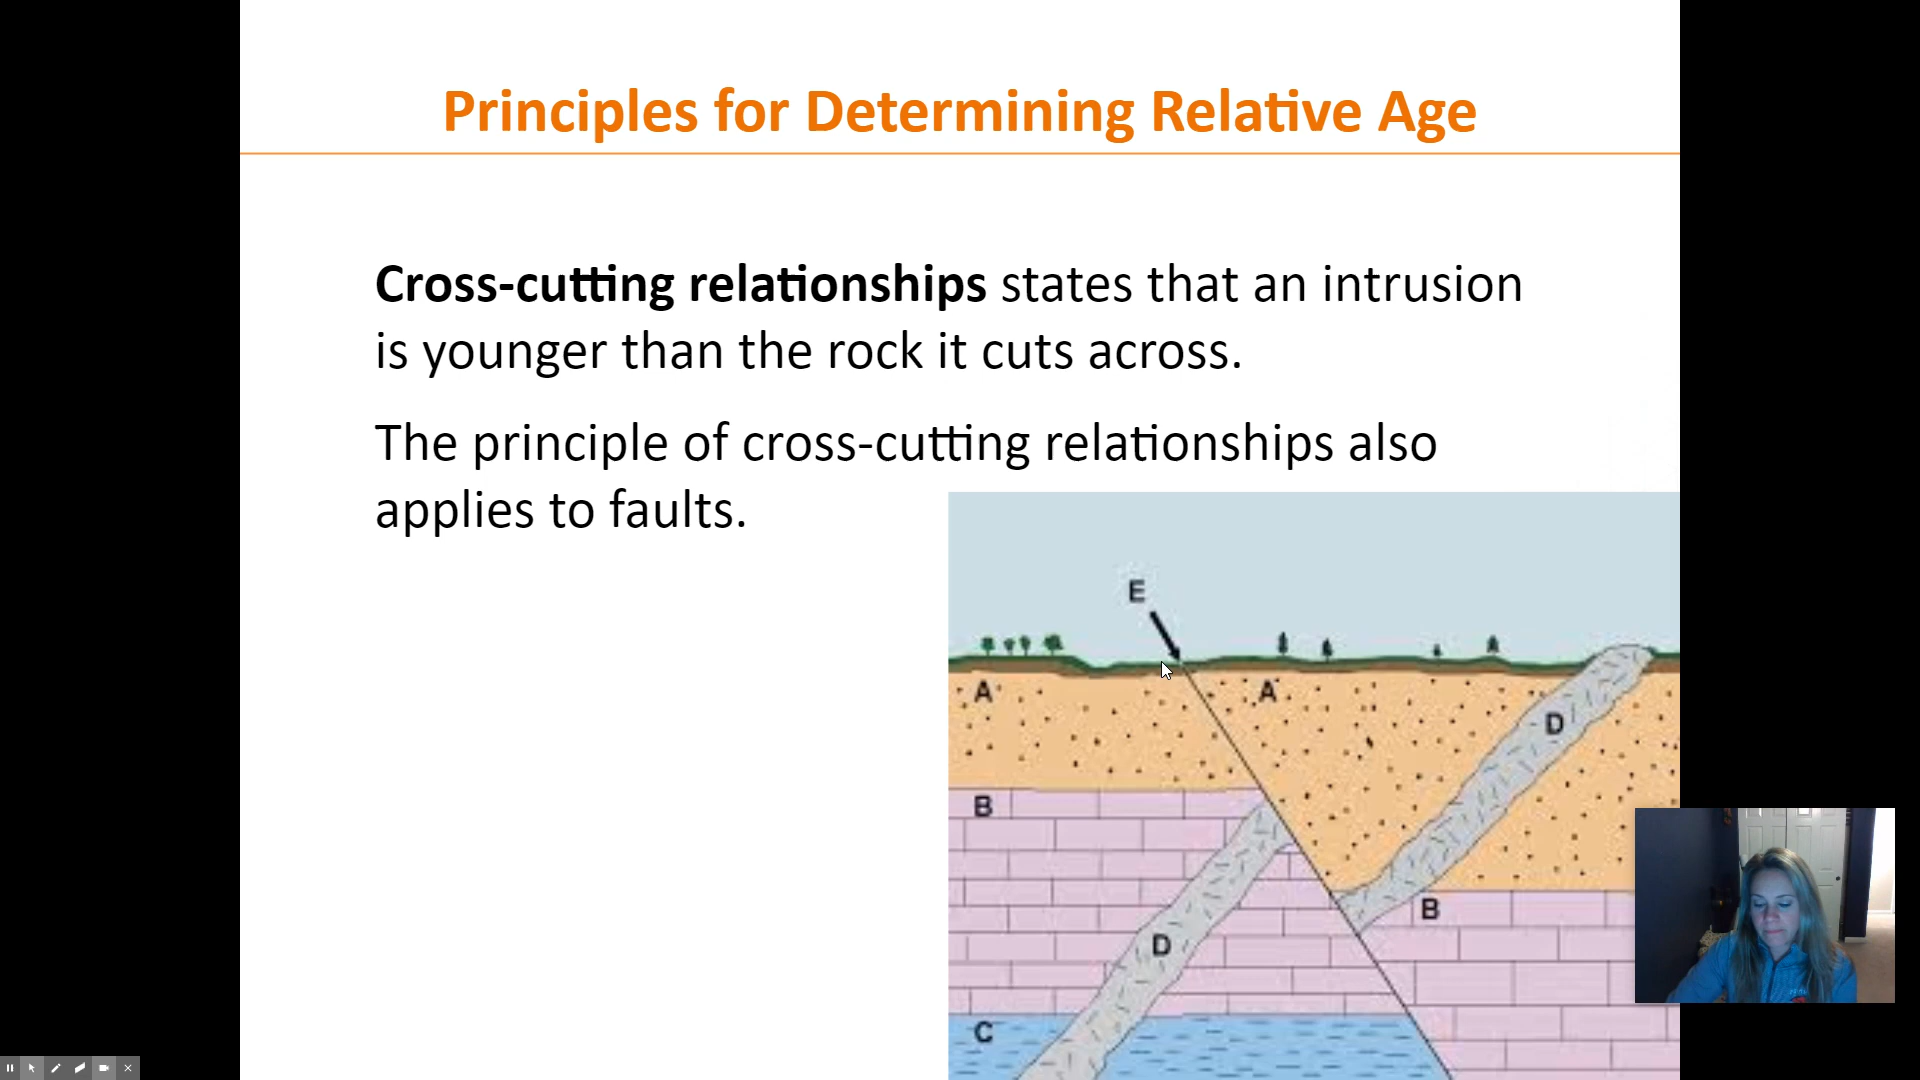 Principles for Determining Relative Age
Cross-cutting relationships states that an intrusion
is younger than the rock it cuts across.
The principle of cross-cutting relationships also
applies to faults.
E
A
A
D
B
B
D
C